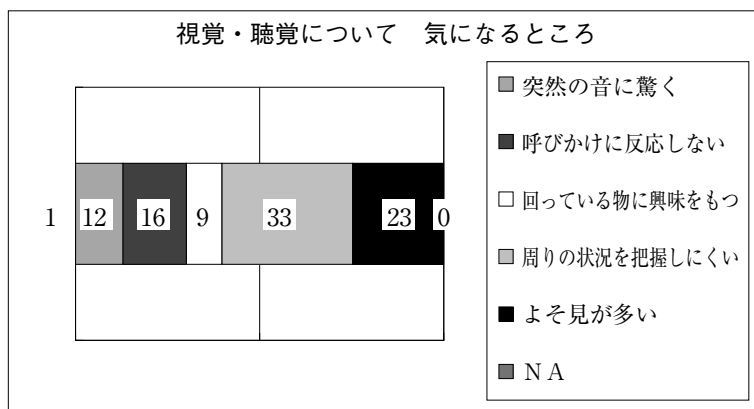 視覚・聴覚について 気になるところ
1 12 16 9 33 23 0
突然の音に驚く
呼びかけに反応しない
回っている物に興味をもつ
周りの状況を把握しにくい
よそ見が多い
ＮＡ